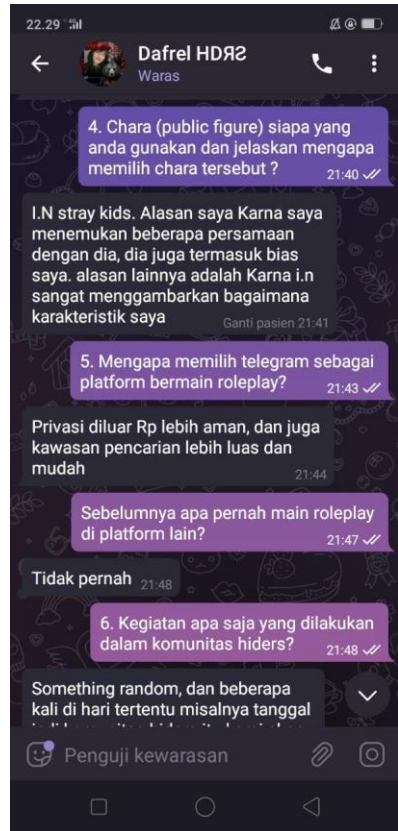 22.29
Dafrel HDЯ2
Waras
4. Chara (public figure) siapa yang
anda gunakan dan jelaskan mengapa
memilih chara tersebut ?
21:40
I.N stray kids. Alasan saya Karna saya
menemukan beberapa persamaan
dengan dia, dia juga termasuk bias
saya. alasan lainnya adalah Karna i.n
sangat menggambarkan bagaimana
karakteristik saya
Ganti pasien 21:41
5. Mengapa memilih telegram sebagai
platform bermain roleplay?
21:43
Privasi diluar Rp lebih aman, dan juga
kawasan pencarian lebih luas dan
mudah
21:44
Sebelumnya apa pernah main roleplay
di platform lain?
21:47
Tidak pernah 21:48
6. Kegiatan apa saja yang dilakukan
dalam komunitas hiders?
21:48
Something random, dan beberapa
kali di hari tertentu misalnya tanggal
Penguji kewarasan